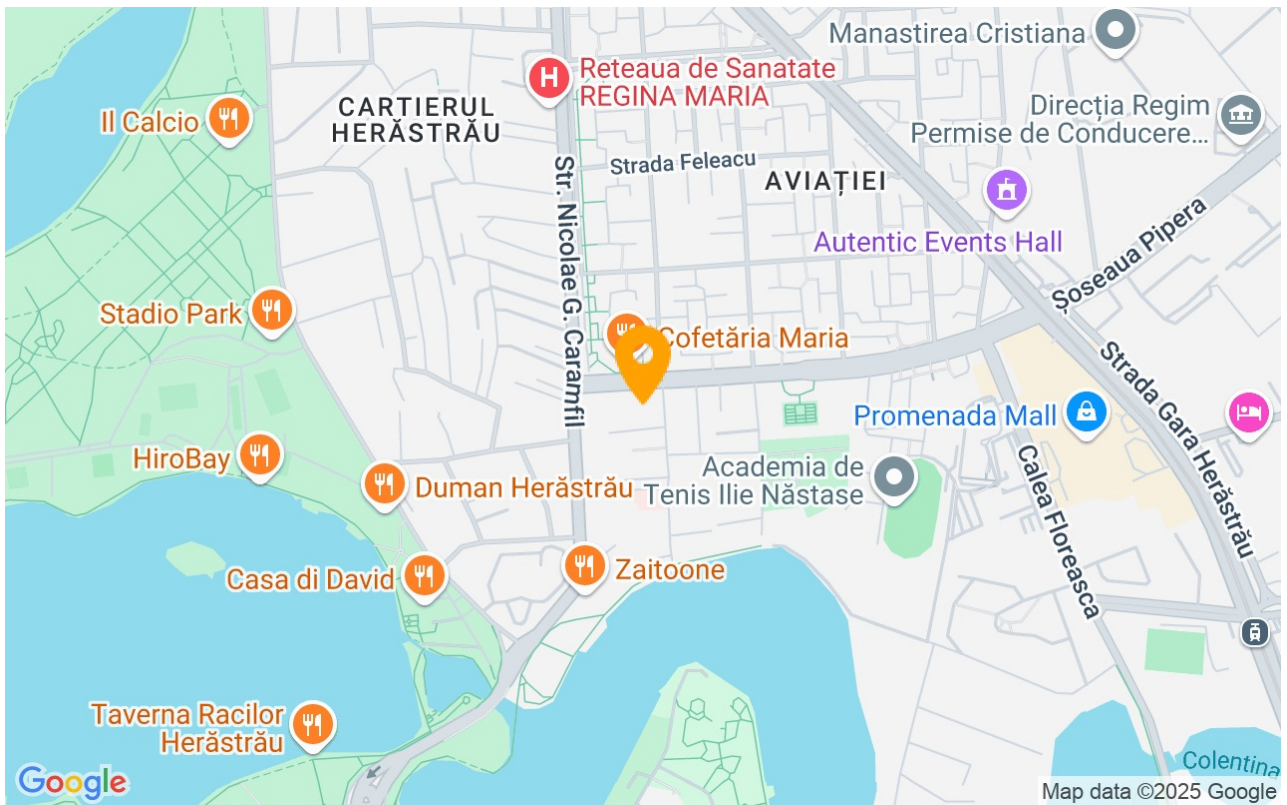 Manastirea Cristiana
Reteaua de Sanatate
REGINA MARIA
H
CARTIERUL
HERĂSTRĂU
Il Calcio
Direcția Regim
Permise de Conducere...
Strada Feleacu
AVIAȚIEI
Str. Nicolae G. Caramfil
Autentic Events Hall
Șoseaua Pipera
Stadio Park
Cofetăria Maria
Strada Gara Herăstrău
Promenada Mall
HiroBay
Duman Herăstrău
Academia de
Tenis Ilie Năstase
Calea Floreasca
Casa di David
Zaitoone
Taverna Racilor
Herăstrău
Colentina
Google
Map data ©2025 Google